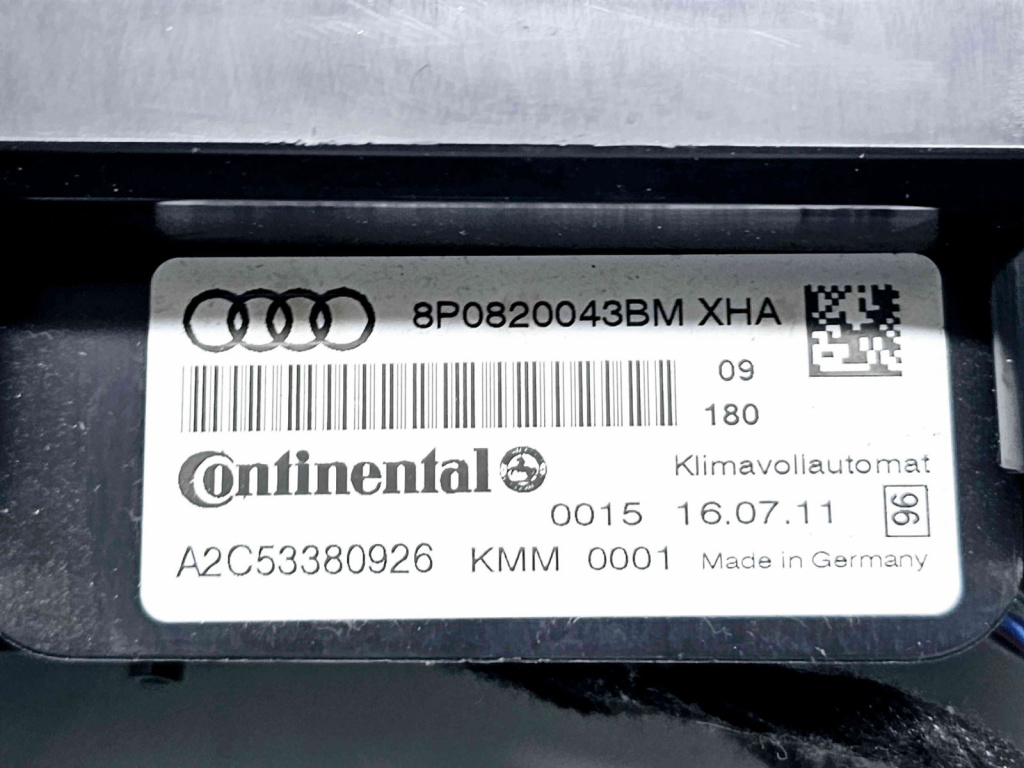 8P0820043BM XHA
09
180
Continental
Klimavollautomat
0015 16.07.11 96
A2C53380926 KMM 0001 Made in Germany